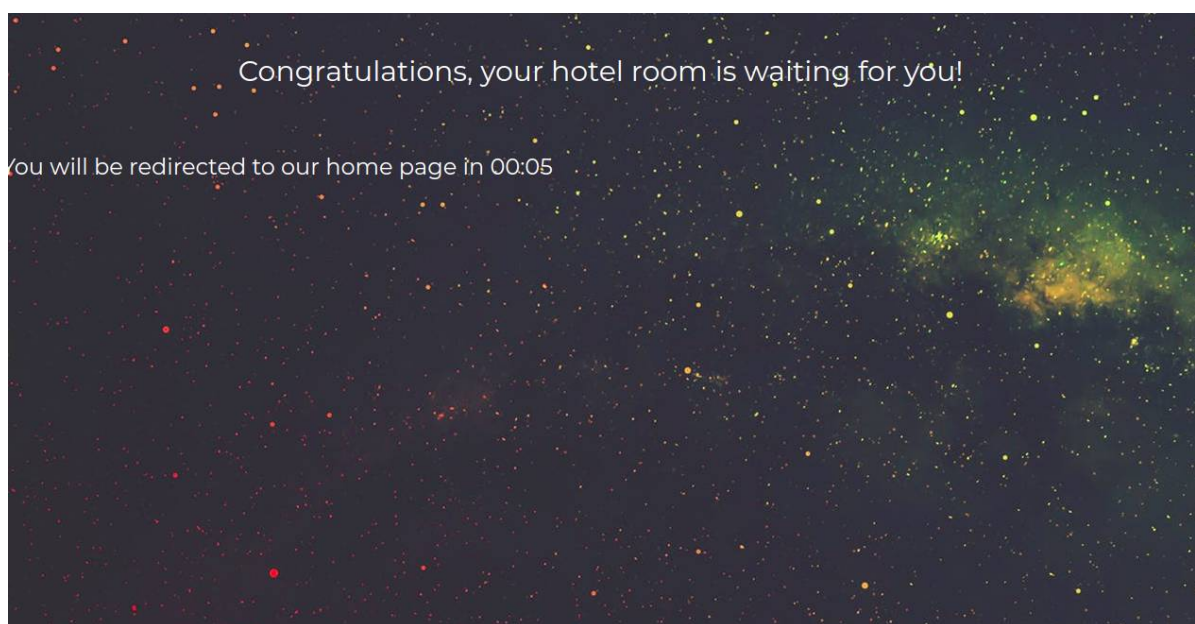 Congratulations, your hotel room is waiting for you!
You will be redirected to our home page in 00:05